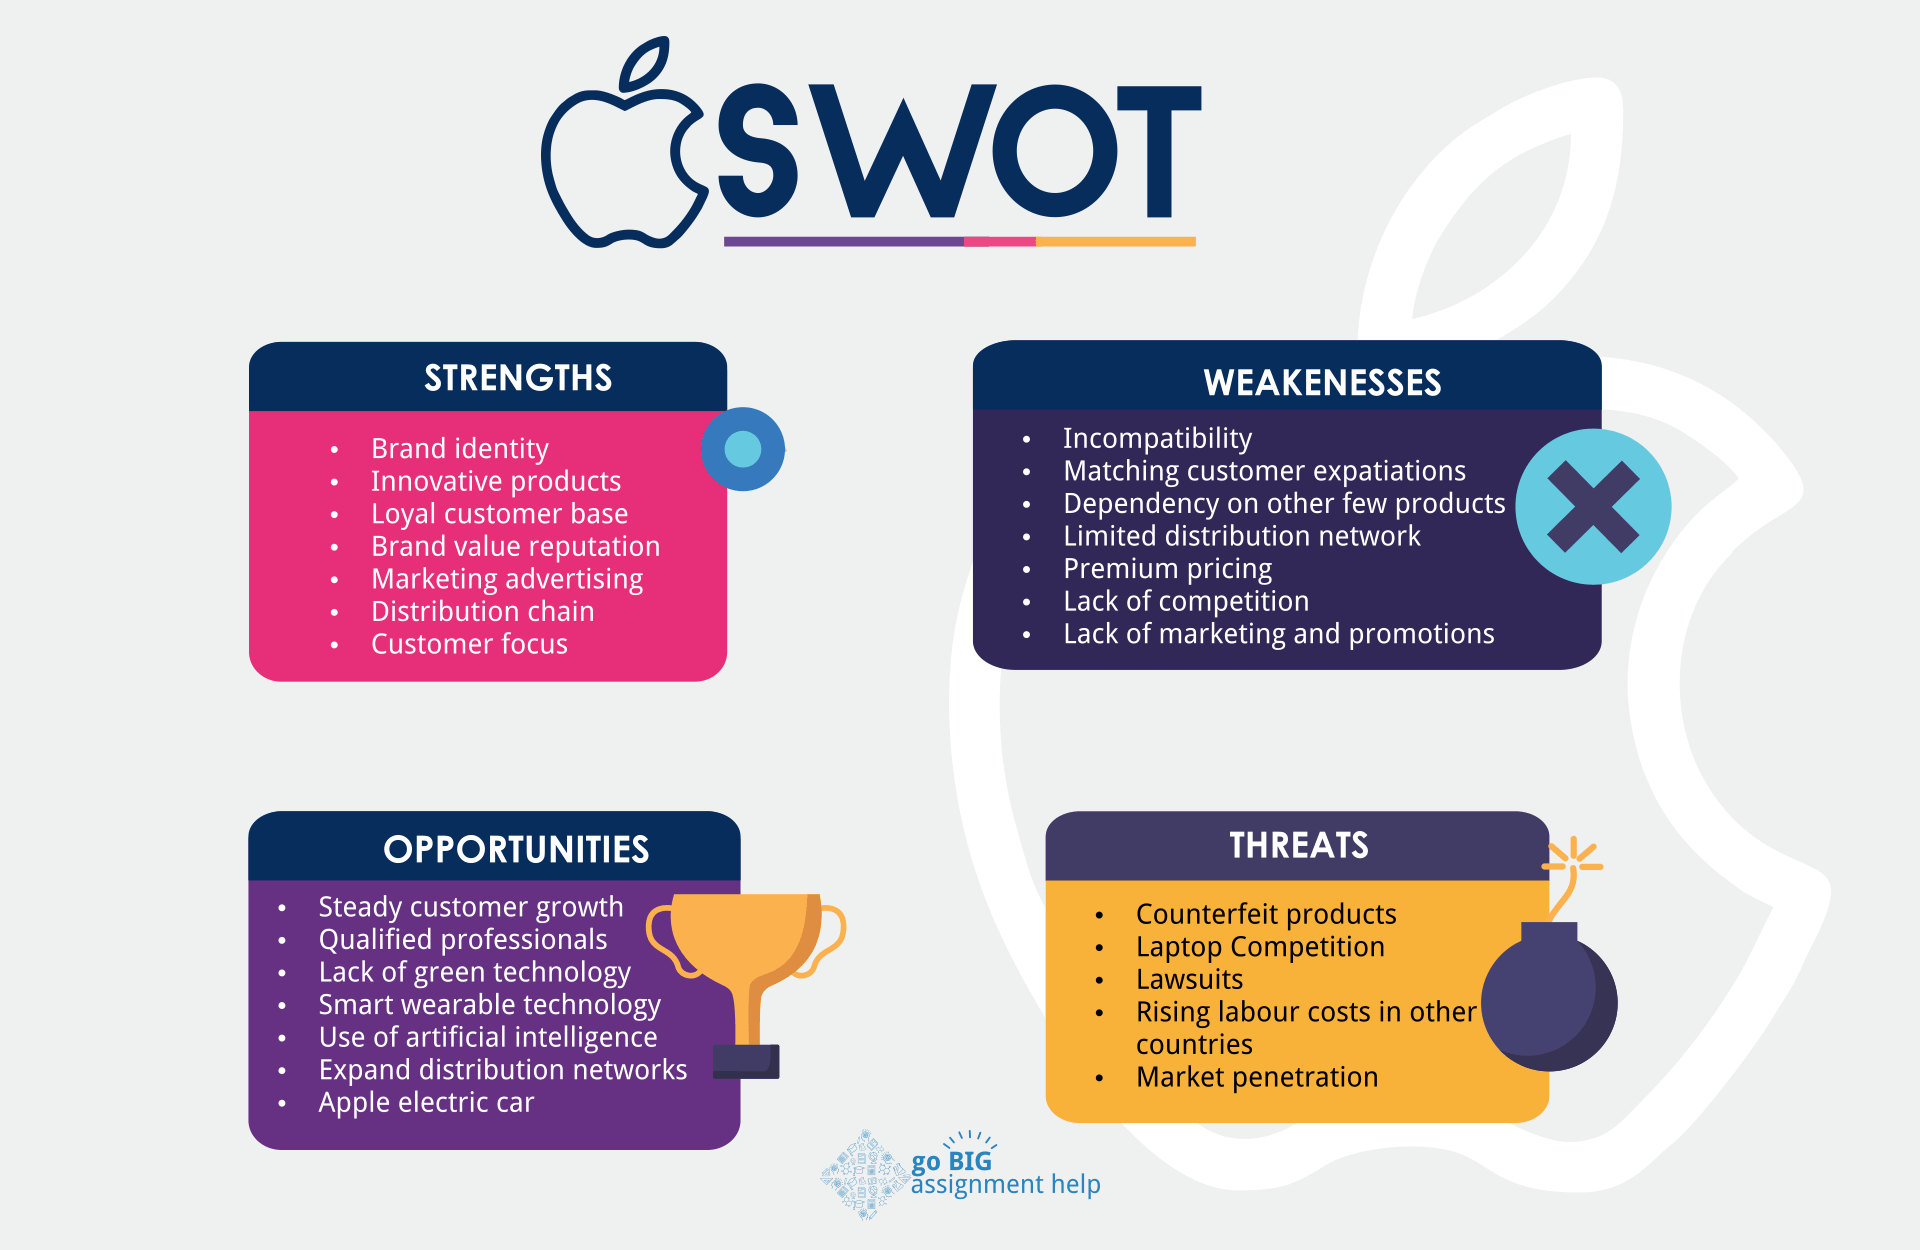 SWOT
STRENGTHS
• Brand identity
• Innovative products
• Loyal customer base
• Brand value reputation
• Marketing advertising
• Distribution chain
• Customer focus
WEAKENESSES
• Incompatibility
• Matching customer expatiations
• Dependency on other few products
• Limited distribution network
• Premium pricing
• Lack of competition
• Lack of marketing and promotions
OPPORTUNITIES
• Steady customer growth
• Qualified professionals
• Lack of green technology
• Smart wearable technology
• Use of artificial intelligence
• Expand distribution networks
• Apple electric car
THREATS
• Counterfeit products
• Laptop Competition
• Lawsuits
• Rising labour costs in other
countries
• Market penetration
go BIG
assignment help